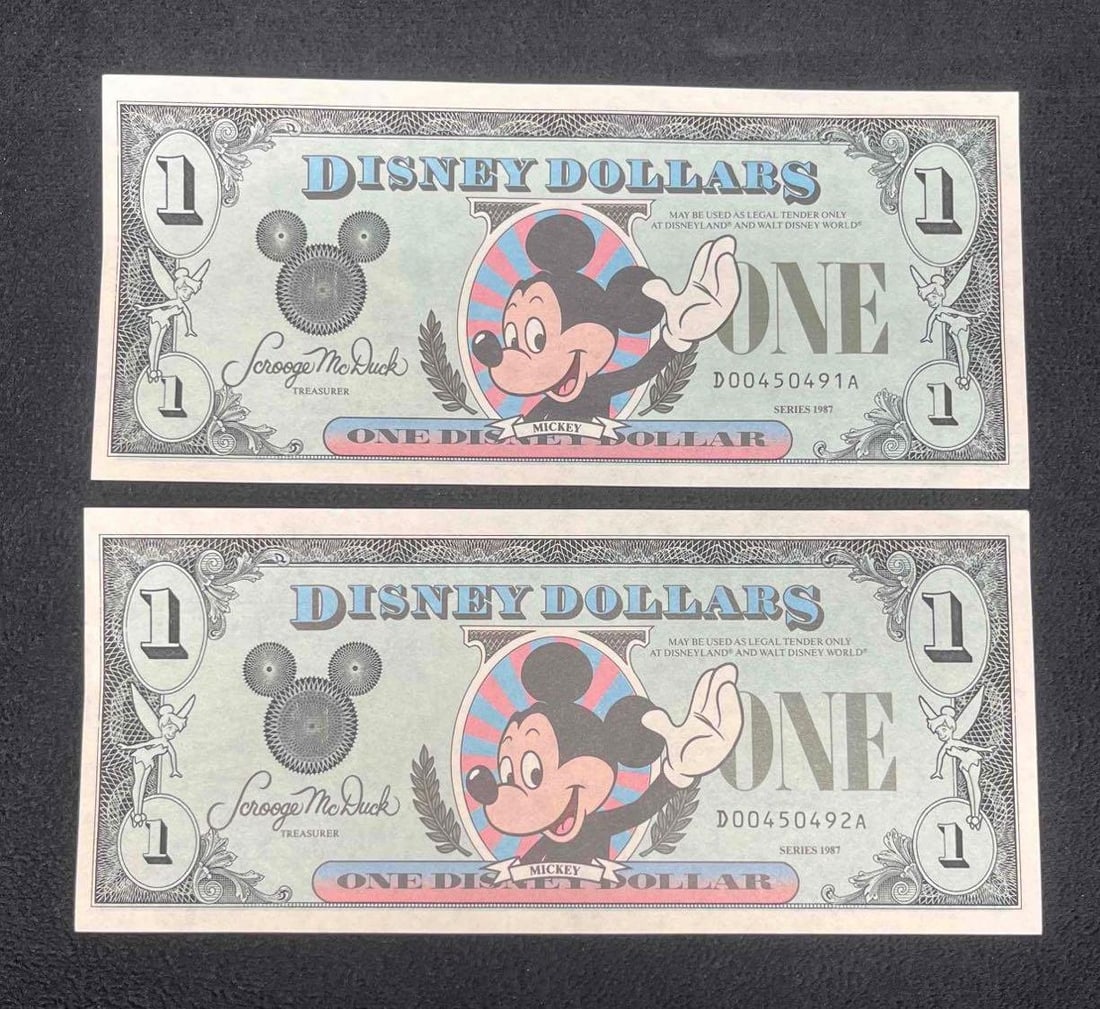 1
DISNEY DOLLARS
1
MAY BE USED AS LEGAL TENDER ONLY
AT DISNEYLAND® AND WALT DISNEY WORLD®
ONE
Scrooge McDuck
TREASURER
D00450491A
1
SERIES 1987
1
MICKEY
ONE DISNEY DOLLAR
1
DISNEY DOLLARS
1
MAY BE USED AS LEGAL TENDER ONLY
AT DISNEYLAND® AND WALT DISNEY WORLD®
ONE
Scrooge McDuck
TREASURER
D00450492A
1
SERIES 1987
1
MICKEY
ONE DISNEY DOLLAR